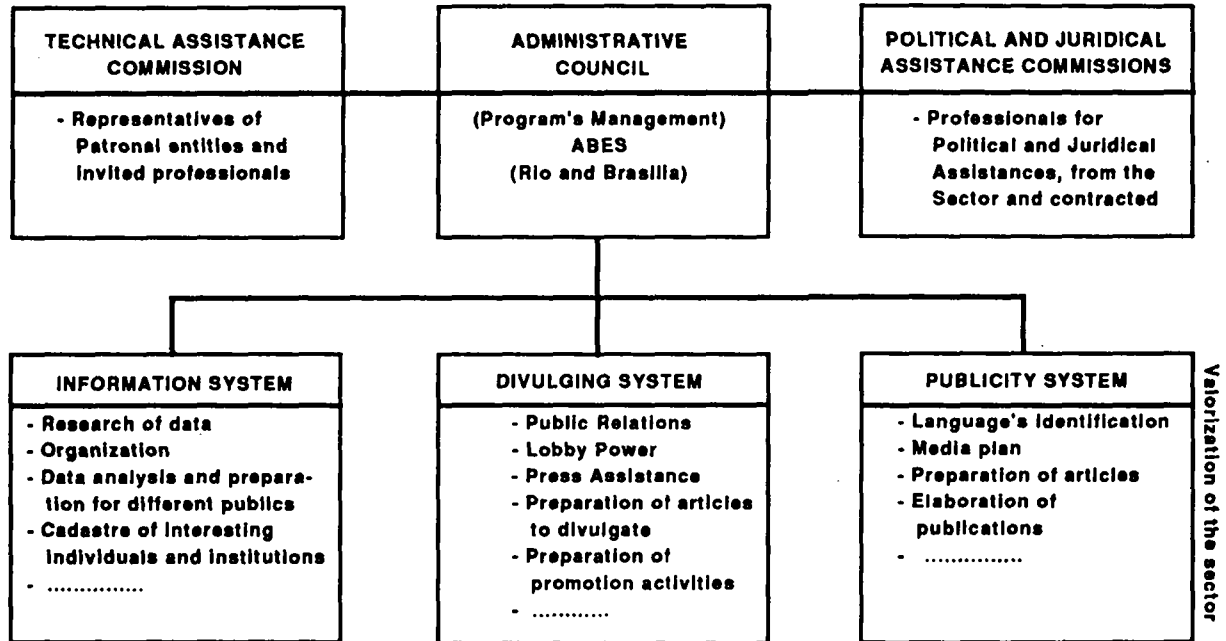 TECHNICAL ASSISTANCE
COMMISSION
- Representatives of
Patronal entities and
invited professionals
ADMINISTRATIVE
COUNCIL
(Program's Management)
ABES
(Rio and Brasilia)
POLITICAL AND JURIDICAL
ASSISTANCE COMMISSIONS
- Professionals for
Political and Juridical
Assistances, from the
Sector and contracted
INFORMATION SYSTEM
- Research of data
- Organization
- Data analysis and prepara-
tion for different publics
- Cadastre of interesting
individuals and institutions
- ...............
DIVULGING SYSTEM
- Public Relations
- Lobby Power
- Press Assistance
- Preparation of articles
to divulgate
- Preparation of
promotion activities
- ............
PUBLICITY SYSTEM
- Language's identification
- Media plan
- Preparation of articles
- Elaboration of
publications
- ...............
Valorization of the sector